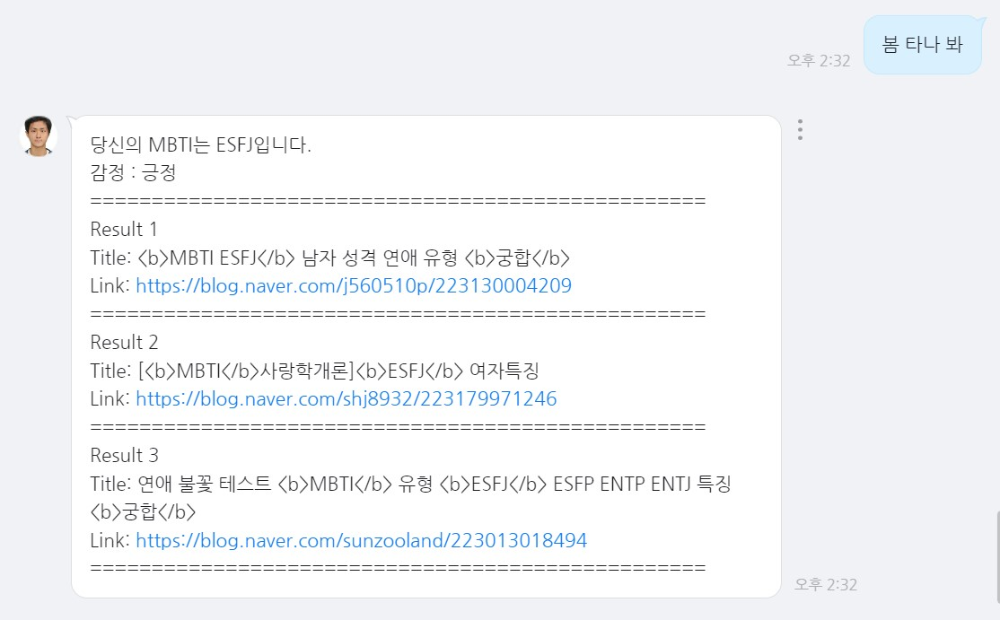 봄 타나 봐
오후 2:32
당신의 MBTI는 ESFJ입니다.
감정 : 긍정
==================================================
Result 1
Title: <b>MBTI ESFJ</b> 남자 성격 연애 유형 <b>궁합</b>
Link: https://blog.naver.com/j560510p/223130004209
==================================================
Result 2
Title: [<b>MBTI</b>사랑학개론]<b>ESFJ</b> 여자특징
Link: https://blog.naver.com/shj8932/223179971246
==================================================
Result 3
Title: 연애 불꽃 테스트 <b>MBTI</b> 유형 <b>ESFJ</b> ESFP ENTP ENTJ 특징
<b>궁합</b>
Link: https://blog.naver.com/sunzooland/223013018494
==================================================
오후 2:32